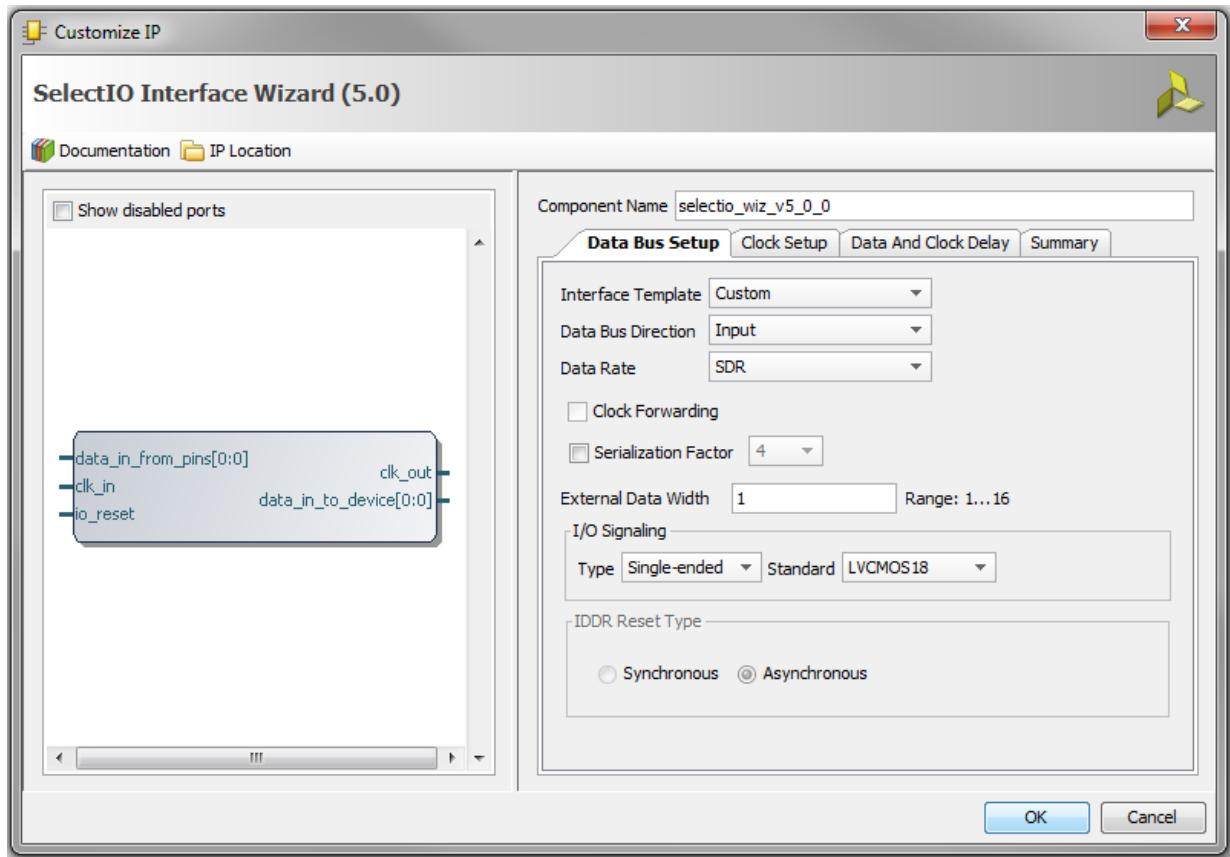 Customize IP
SelectIO Interface Wizard (5.0)
Documentation IP Location
Show disabled ports
data_in_from_pins[0:0]
clk_in
io_reset
clk_out
data_in_to_device[0:0]
Component Name selectio_wiz_v5_0_0
Data Bus Setup Clock Setup Data And Clock Delay Summary
Interface Template Custom
Data Bus Direction Input
Data Rate SDR
Clock Forwarding
Serialization Factor 4
External Data Width 1 Range: 1...16
I/O Signaling
Type Single-ended Standard LVCMOS18
IDDR Reset Type
Synchronous Asynchronous
OK Cancel